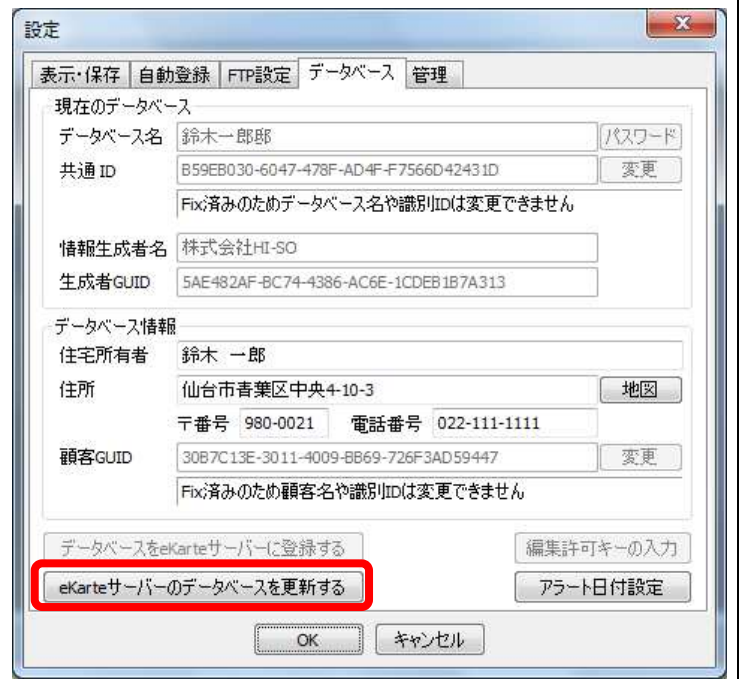 設定
表示・保存 自動登録 FTP設定 データベース 管理
現在のデータベース
データベース名 鈴木一郎邸 パスワード
共通ID B59EB030-6047-478F-AD4F-F7566D42431D 変更
Fix済みのためデータベース名や識別IDは変更できません
情報生成者名 株式会社HI-SO
生成者GUID 5AE482AF-BC74-4386-AC6E-1CDEB1B7A313
データベース情報
住宅所有者 鈴木 一郎
住所 仙台市青葉区中央4-10-3 地図
〒番号 980-0021 電話番号 022-111-1111
顧客GUID 30B7C13E-3011-4009-BB69-726F3AD59447 変更
Fix済みのため顧客名や識別IDは変更できません
データベースをeKarteサーバーに登録する 編集許可キーの入力
eKarteサーバーのデータベースを更新する アラート日付設定
OK キャンセル